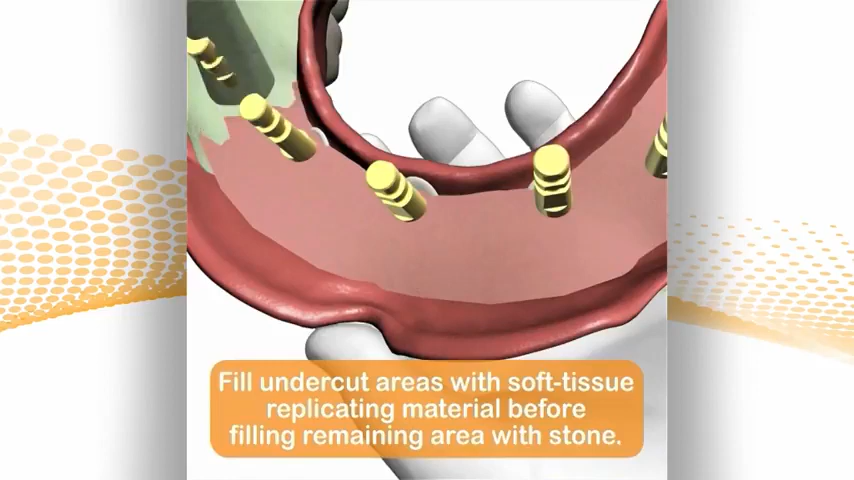 Fill undercut areas with soft-tissue
replicating material before
filling remaining area with stone.